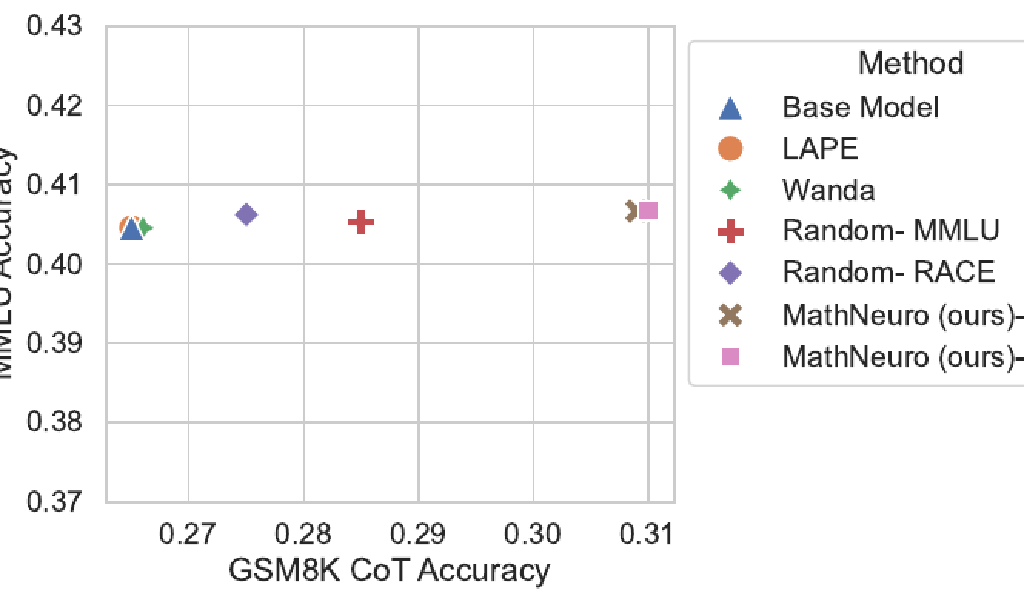 0.43
0.42
0.41
0.40
0.39
0.38
0.37
MMLU Accuracy
0.27 0.28 0.29 0.30 0.31
GSM8K CoT Accuracy
Method
Base Model
LAPE
Wanda
Random- MMLU
Random- RACE
MathNeuro (ours)-
MathNeuro (ours)-